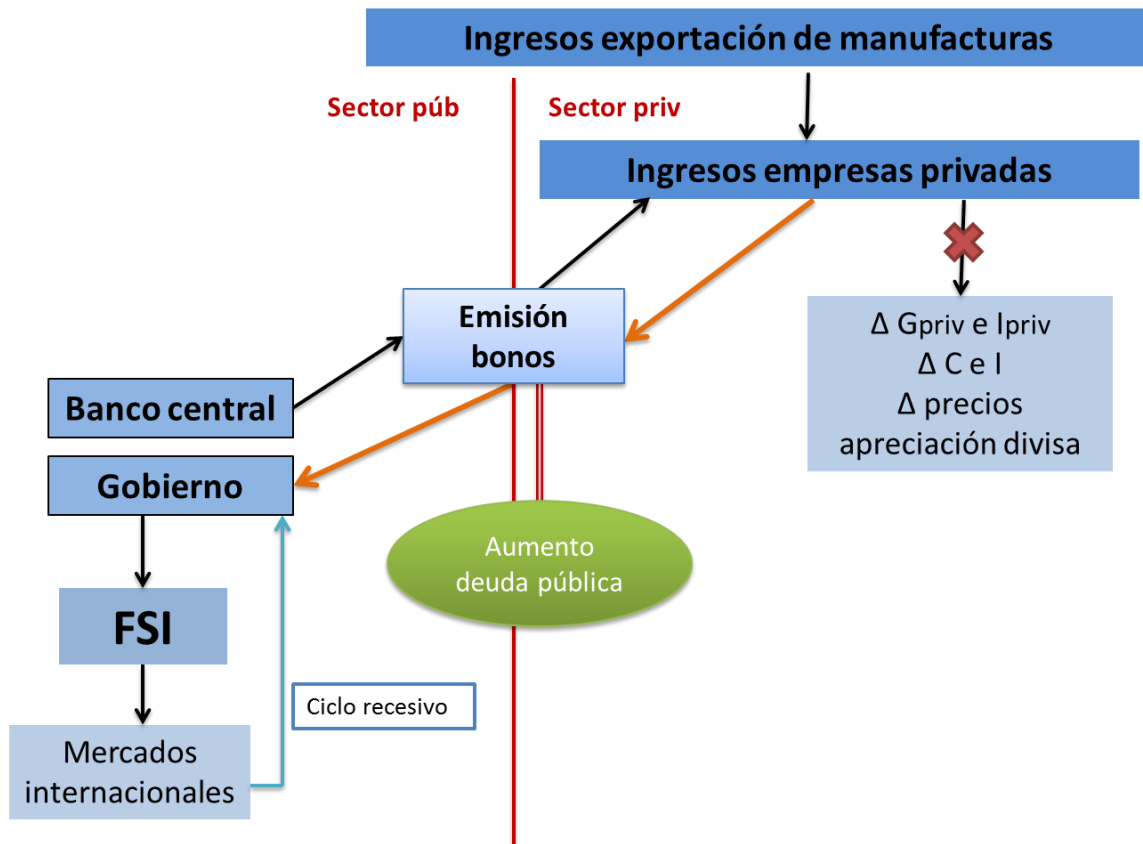 Ingresos exportación de manufacturas
Sector púb
Sector priv
Ingresos empresas privadas
Emisión
bonos
Δ Gpriv e Ipriv
Δ C e I
Δ precios
apreciación divisa
Banco central
Gobierno
Aumento
deuda pública
FSI
Ciclo recesivo
Mercados
internacionales